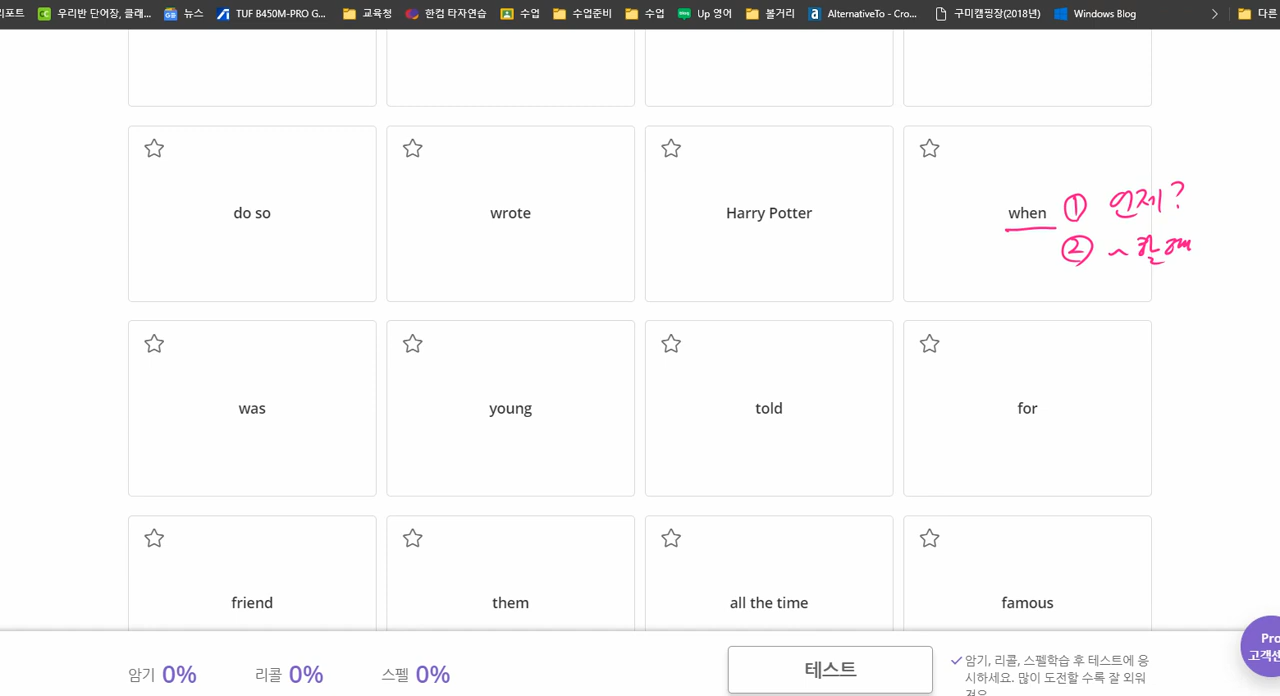 리포트 우리반 단어장, 클래... 뉴스 TUF B450M-PRO G... 교육청 한컴 타자연습 수업 수업준비 수업 Up 영어 볼거리 AlternativeTo - Cro... 구미캠핑장(2018년) Windows Blog 다른
do so wrote Harry Potter when ① 언제?
② ~할 때
was young told for
friend them all the time famous
암기 0% 리콜 0% 스펠 0% 테스트 암기, 리콜, 스펠학습 후 테스트에 응
시하세요. 많이 도전할 수록 잘 외워
져요
Pro
고객센